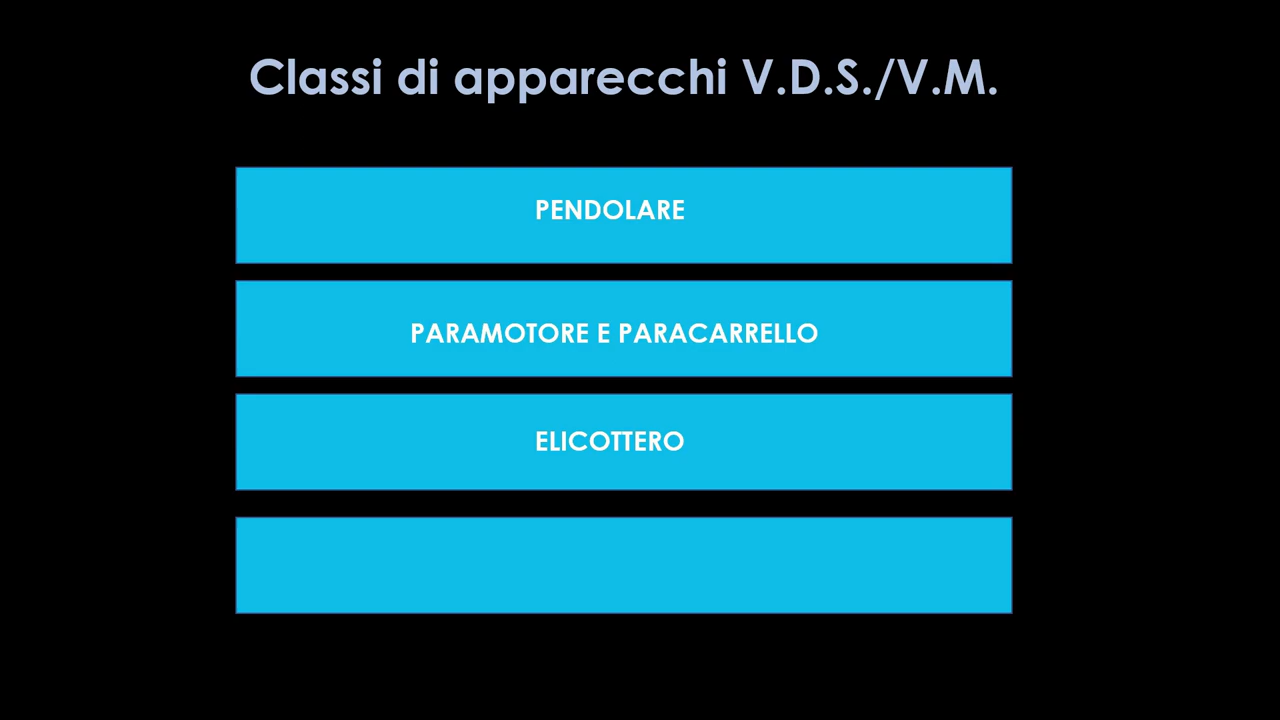 Classi di apparecchi V.D.S./V.M.
PENDOLARE
PARAMOTORE E PARACARRELLO
ELICOTTERO